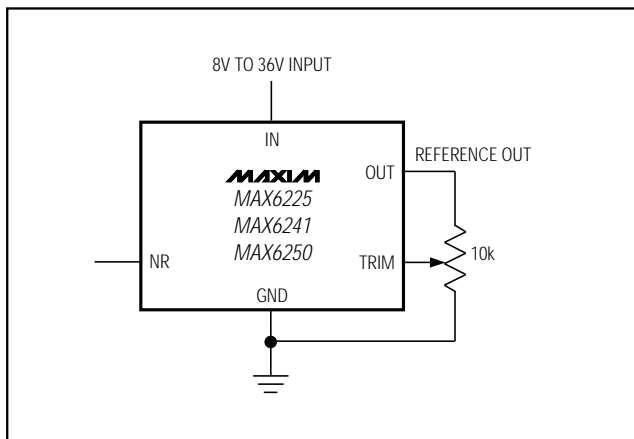 8V TO 36V INPUT
IN
OUT
REFERENCE OUT
MAXIM
MAX6225
MAX6241
MAX6250
NR
TRIM
10k
GND